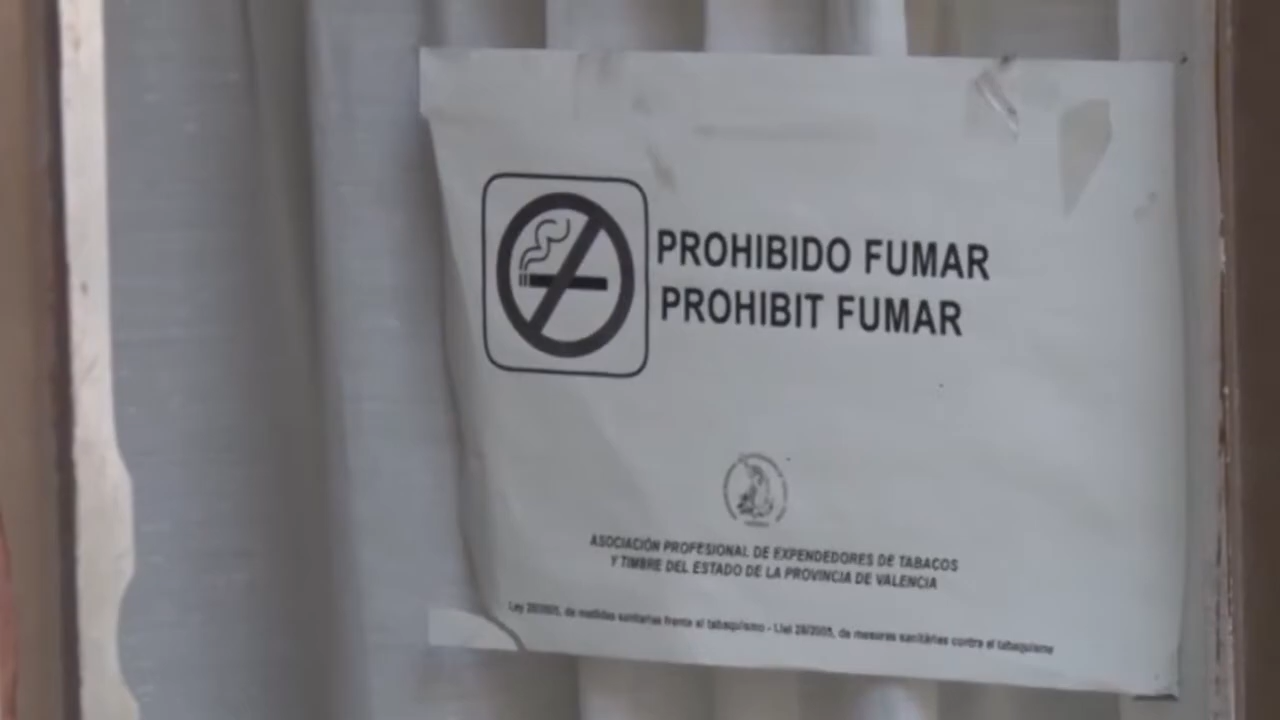 PROHIBIDO FUMAR
PROHIBIT FUMAR
ASOCIACIÓN PROFESIONAL DE EXPENDEDORES DE TABACOS
Y TIMBRE DEL ESTADO DE LA PROVINCIA DE VALENCIA
Ley 28/2005, de medidas sanitarias frente al tabaquismo - Llei 28/2005, de mesures sanitàries contra el tabaquisme